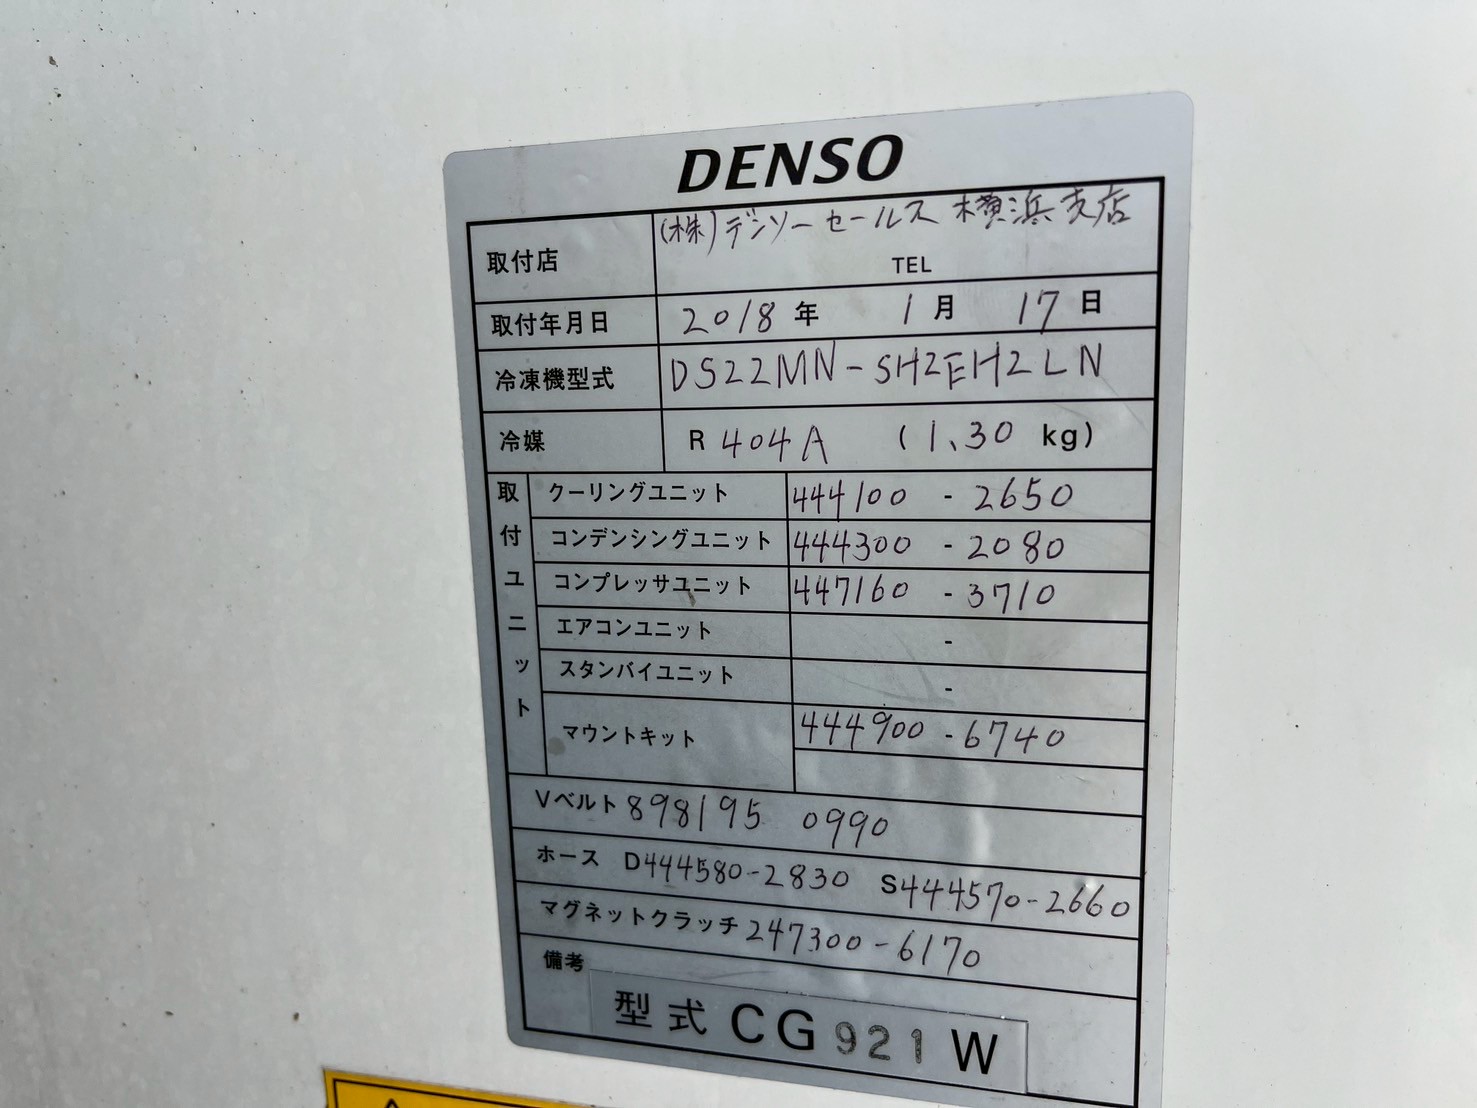 DENSO
取付店 (株)デンソーセールス 横浜支店
TEL
取付年月日 2018 年 1 月 17 日
冷凍機型式 DS22MN-SH2EH2LN
冷媒 R 404A (1.30 kg)
取付ユニット
クーリングユニット 444100 - 2650
コンデンシングユニット 444300 - 2080
コンプレッサユニット 447160 - 3710
エアコンユニット -
スタンバイユニット -
マウントキット 444900 - 6740
Vベルト 898195 0990
ホース D444580-2830 S444570-2660
マグネットクラッチ 247300-6170
備考
型式 CG921W